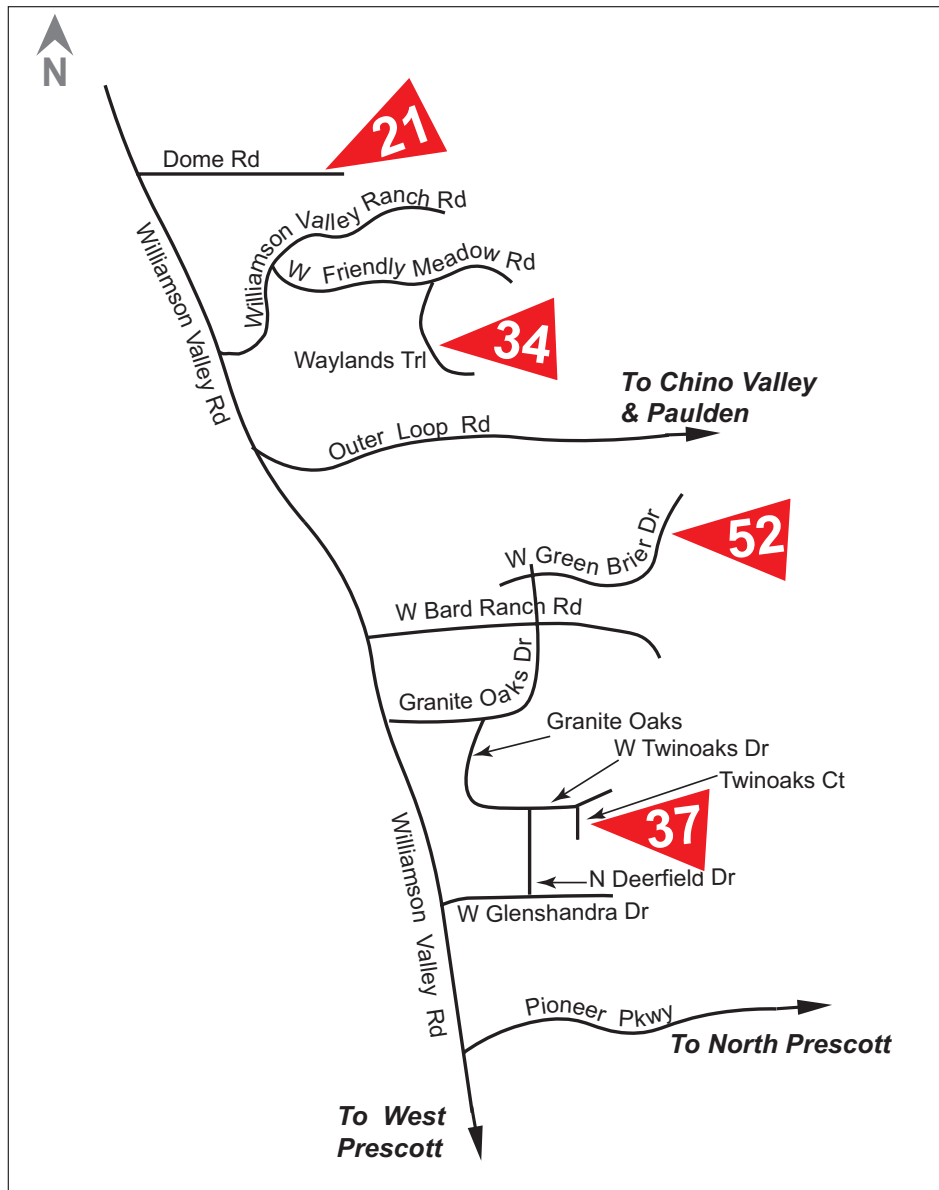 N
21
Dome Rd
Williamson Valley Ranch Rd
W Friendly Meadow Rd
Williamson Valley Rd
34
Waylands Trl
To Chino Valley
& Paulden
Outer Loop Rd
52
W Green Brier Dr
W Bard Ranch Rd
Granite Oaks Dr
Granite Oaks
W Twinoaks Dr
Twinoaks Ct
37
N Deerfield Dr
W Glenshandra Dr
Williamson Valley Rd
Pioneer Pkwy
To North Prescott
To West
Prescott